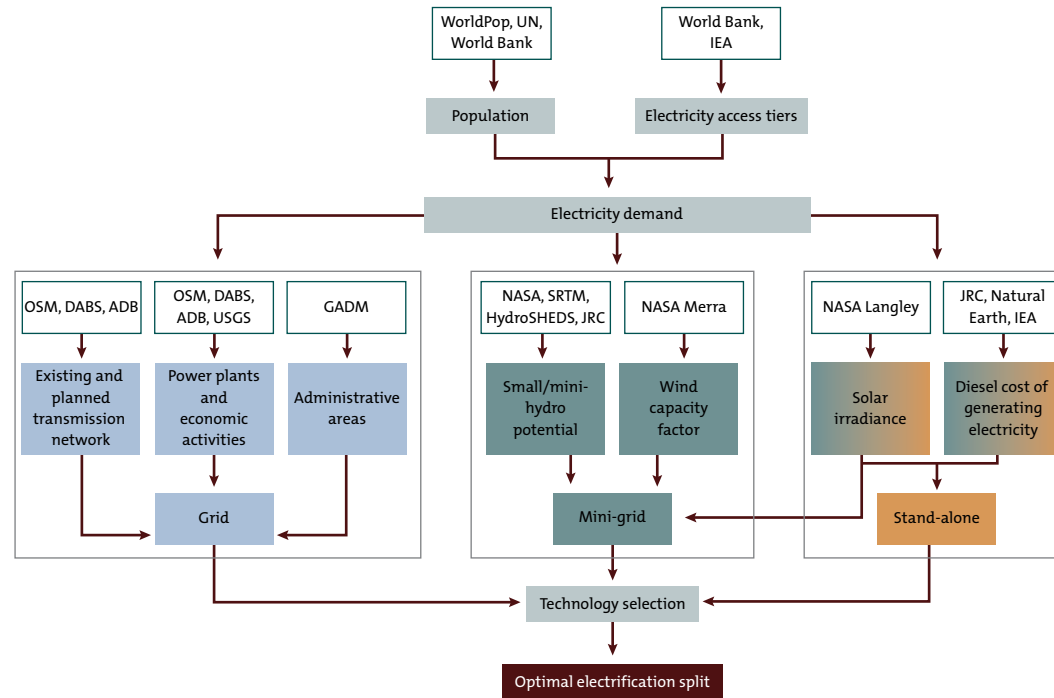 WorldPop, UN,
World Bank
World Bank,
IEA
Population
Electricity access tiers
Electricity demand
OSM, DABS, ADB
OSM, DABS,
ADB, USGS
GADM
NASA, SRTM,
HydroSHEDS, JRC
NASA Merra
NASA Langley
JRC, Natural
Earth, IEA
Existing and
planned
transmission
network
Power plants
and
economic
activities
Administrative
areas
Small/mini-
hydro
potential
Wind
capacity
factor
Solar
irradiance
Diesel cost of
generating
electricity
Grid
Mini-grid
Stand-alone
Technology selection
Optimal electrification split